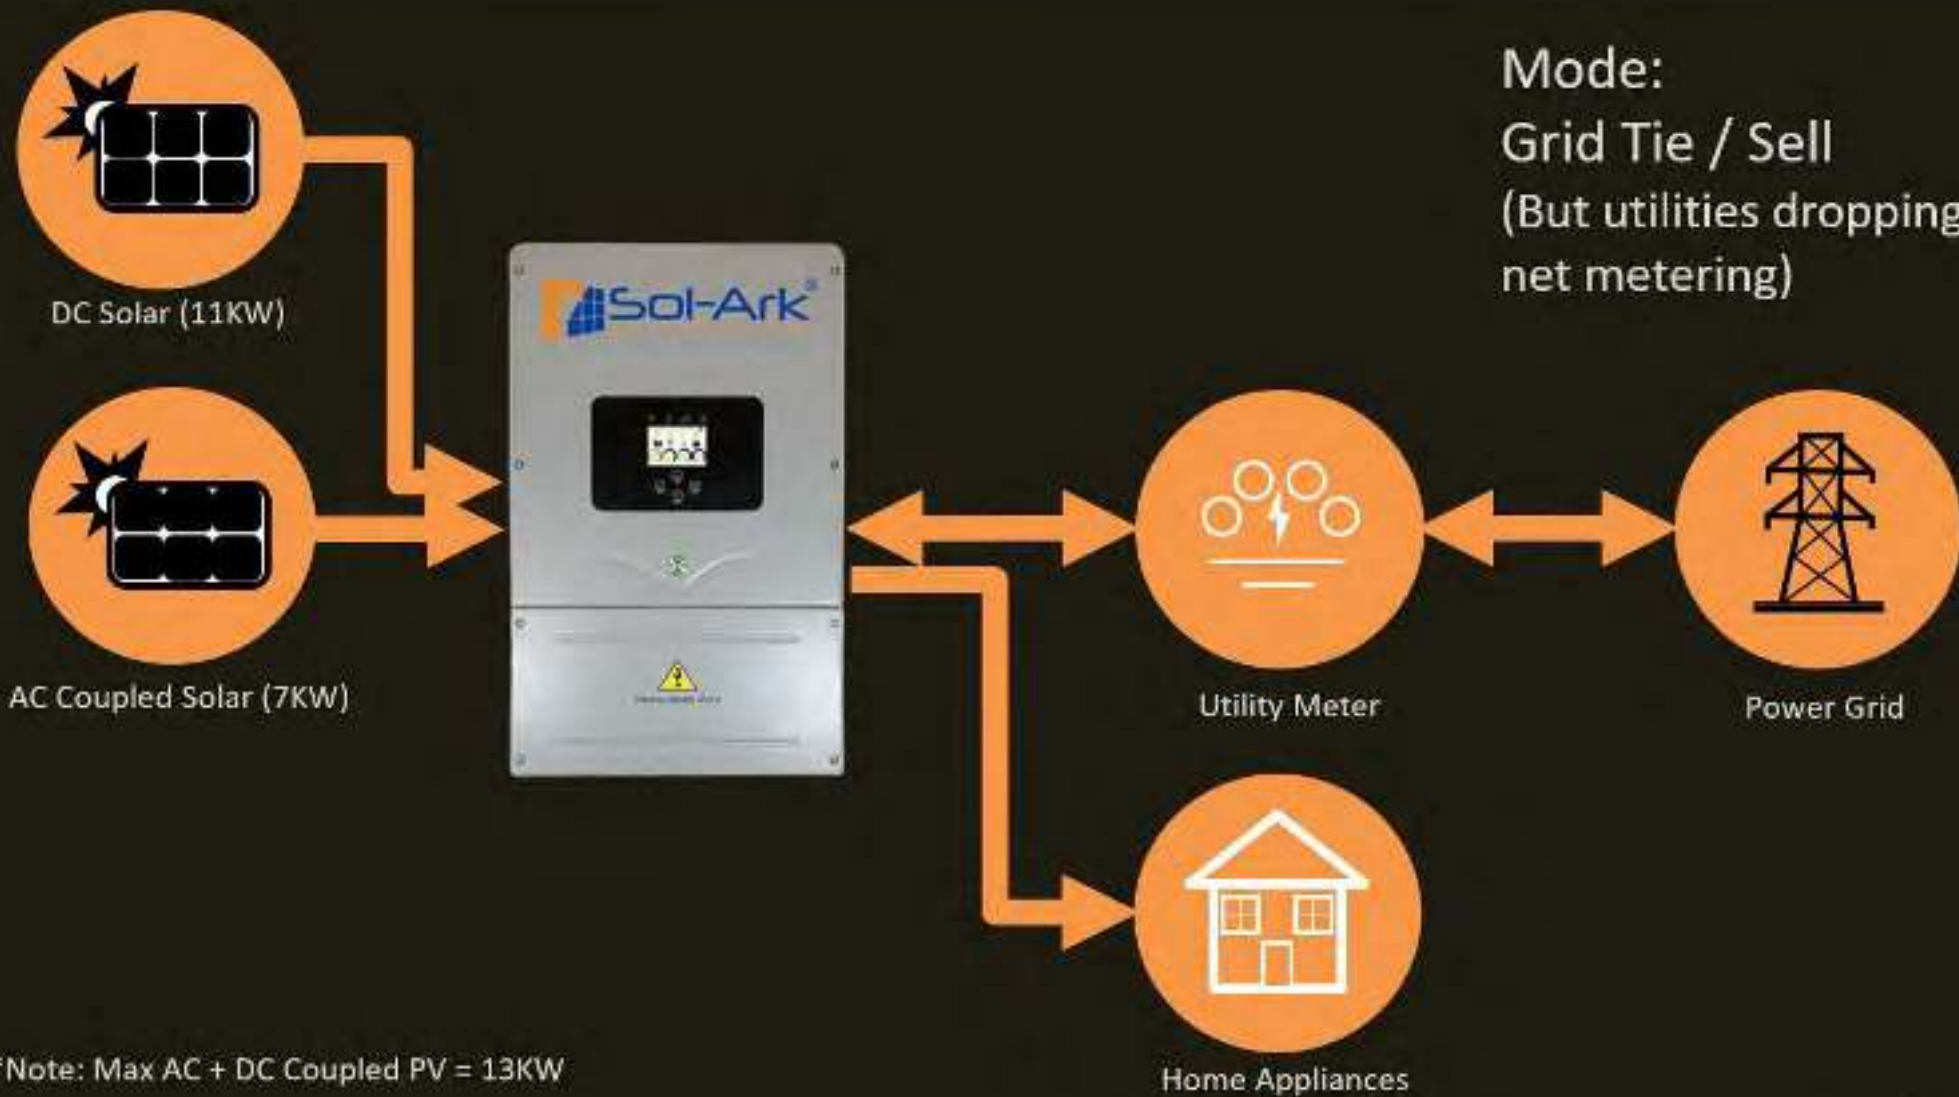 Mode:
Grid Tie / Sell
(But utilities dropping
net metering)
DC Solar (11KW)
Sol-Ark®
AC Coupled Solar (7KW)
Utility Meter
Power Grid
Home Appliances
*Note: Max AC + DC Coupled PV = 13KW